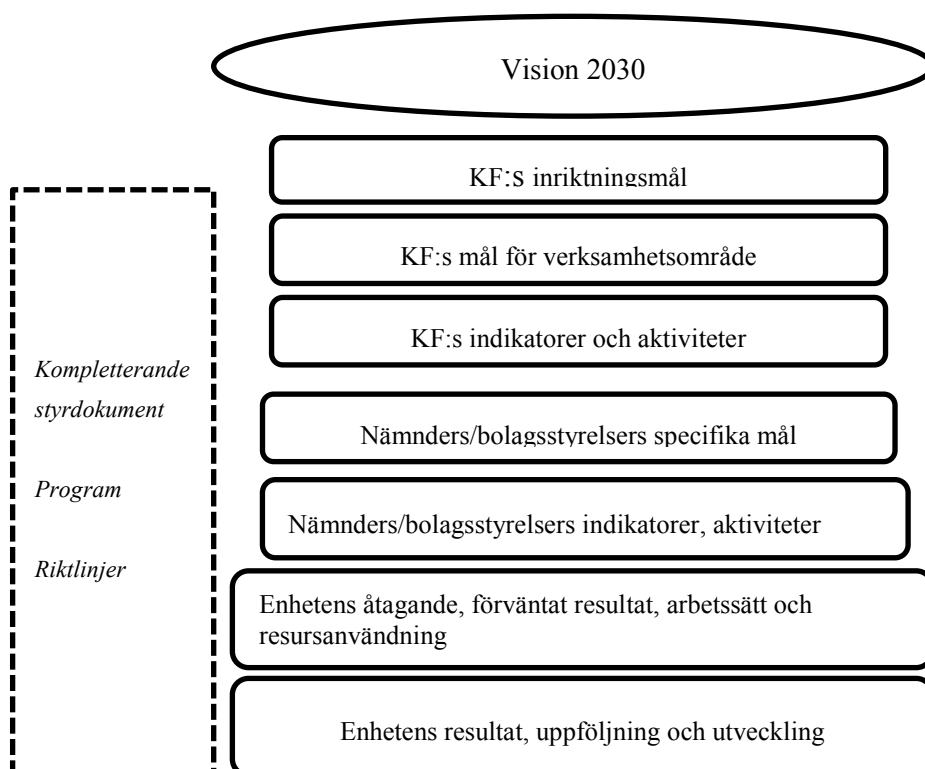 Vision 2030
KF:s inriktningsmål
KF:s mål för verksamhetsområde
KF:s indikatorer och aktiviteter
Nämnders/bolagsstyrelsers specifika mål
Nämnders/bolagsstyrelsers indikatorer, aktiviteter
Enhetens åtagande, förväntat resultat, arbetssätt och
resursanvändning
Enhetens resultat, uppföljning och utveckling
Kompletterande
styrdokument
Program
Riktlinjer